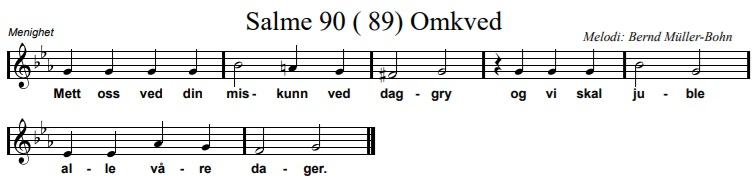 Salme 90 ( 89) Omkved
Menighet
Melodi: Bernd Müller-Bohn
Mett oss ved din mis - kunn ved dag - gry og vi skal ju - ble
al - le vå - re da - ger.